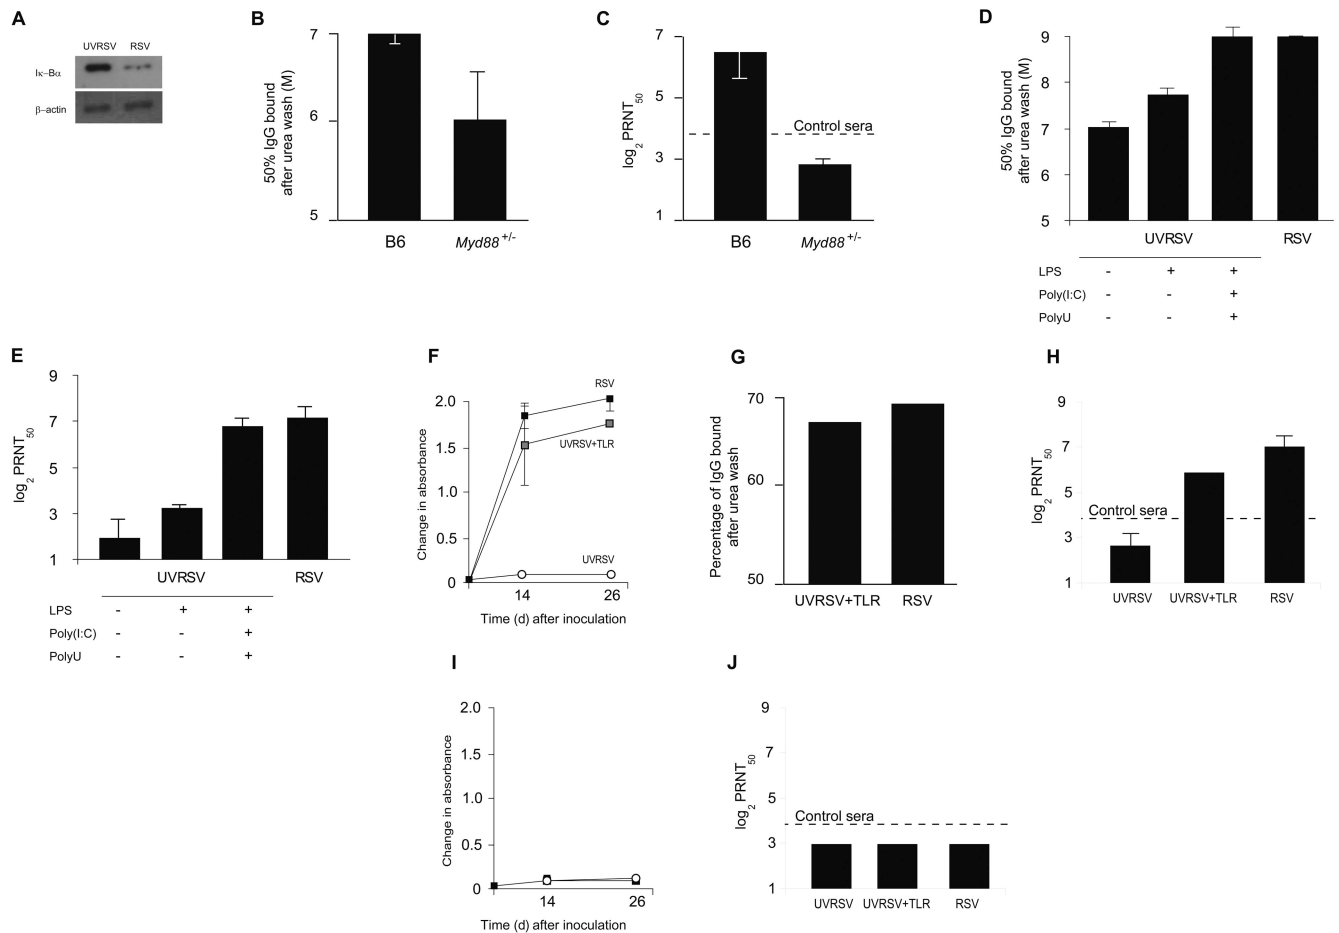 A
UVRSV RSV
Iκ–Bα
β–actin
B
50% IgG bound
after urea wash (M)
7
6
5
B6 Myd88+/-
C
log2 PRNT50
7
5
3
1
Control sera
B6 Myd88+/-
D
50% IgG bound
after urea wash (M)
9
8
7
6
5
UVRSV RSV
LPS - + +
Poly(I:C) - - +
PolyU - - +
E
log2 PRNT50
9
7
5
3
1
UVRSV RSV
LPS - + +
Poly(I:C) - - +
PolyU - - +
F
Change in absorbance
2.0
1.5
1.0
0.5
0
RSV
UVRSV+TLR
UVRSV
14 26
Time (d) after inoculation
G
Percentage of IgG bound
after urea wash
70
60
50
UVRSV+TLR RSV
H
log2 PRNT50
9
7
5
3
1
Control sera
UVRSV UVRSV+TLR RSV
I
Change in absorbance
2.0
1.5
1.0
0.5
0
14 26
Time (d) after inoculation
J
log2 PRNT50
9
7
5
3
1
Control sera
UVRSV UVRSV+TLR RSV